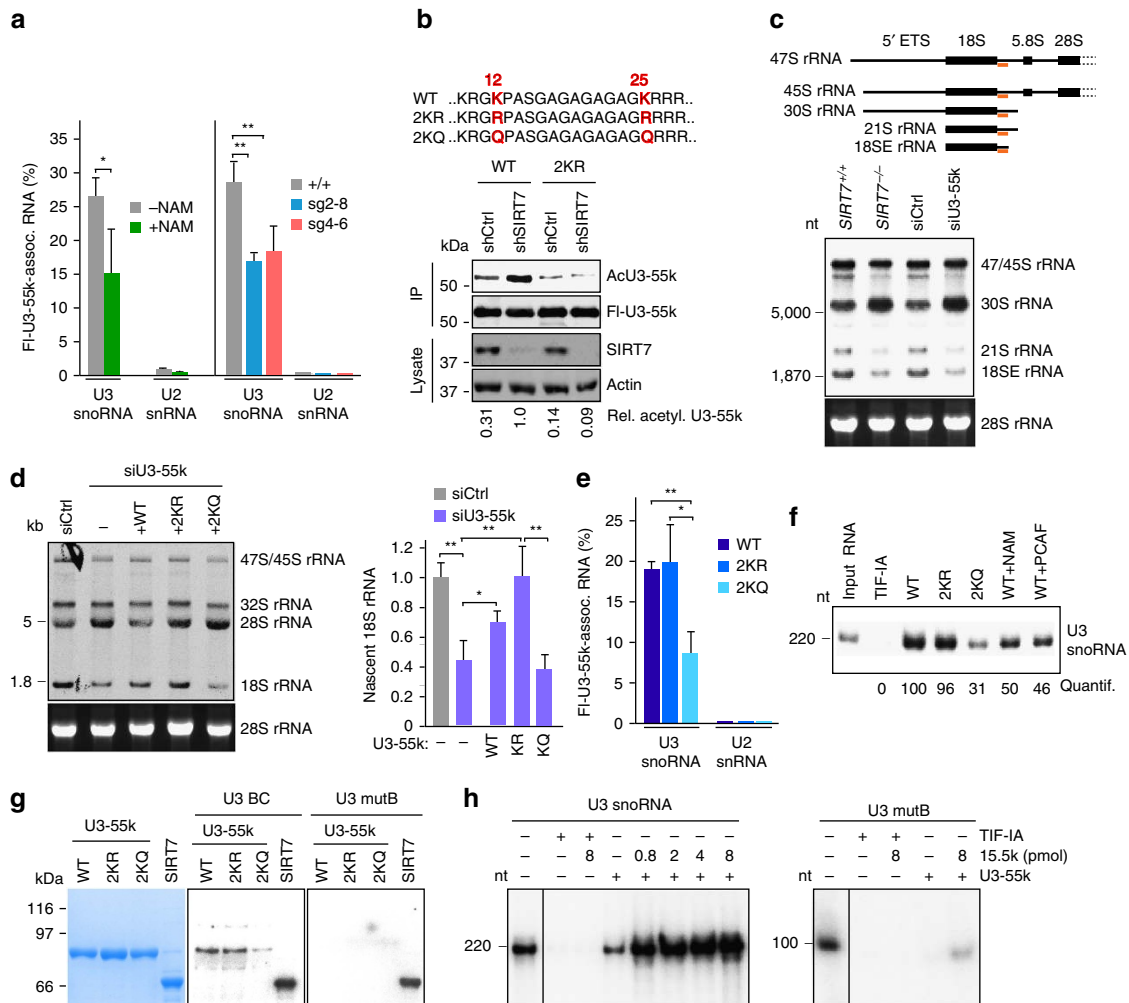 a
Fl-U3-55k-assoc. RNA (%)
35
30
25
20
15
10
5
0
*
**
**
–NAM
+NAM
+/+
sg2-8
sg4-6
U3 snoRNA
U2 snRNA
U3 snoRNA
U2 snRNA
b
12 25
WT ..KRGKPASGAGAGAGAGKRRR..
2KR ..KRGRPASGAGAGAGAGRRRR..
2KQ ..KRGQPASGAGAGAGAGQRRR..
WT 2KR
shCtrl shSIRT7 shCtrl shSIRT7
kDa
IP
50 AcU3-55k
50 Fl-U3-55k
Lysate
37 SIRT7
37 Actin
0.31 1.0 0.14 0.09 Rel. acetyl. U3-55k
c
5′ ETS 18S 5.8S 28S
47S rRNA
45S rRNA
30S rRNA
21S rRNA
18SE rRNA
nt SIRT7+/+ SIRT7−/− siCtrl siU3-55k
47/45S rRNA
5,000 30S rRNA
21S rRNA
1,870 18SE rRNA
28S rRNA
d
siU3-55k
kb siCtrl – +WT +2KR +2KQ
47S/45S rRNA
32S rRNA
5 28S rRNA
1.8 18S rRNA
28S rRNA
siCtrl
siU3-55k
Nascent 18S rRNA
1.2
1.0
0.8
0.6
0.4
0.2
0
**
**
**
*
U3-55k: – – WT KR KQ
e
Fl-U3-55k-assoc. RNA (%)
25
20
15
10
5
0
**
*
WT
2KR
2KQ
U3 snoRNA
U2 snRNA
f
nt Input RNA TIF-IA WT 2KR 2KQ WT+NAM WT+PCAF
220 U3 snoRNA
0 100 96 31 50 46 Quantif.
g
U3 BC U3 mutB
U3-55k U3-55k U3-55k
WT 2KR 2KQ SIRT7 WT 2KR 2KQ SIRT7 WT 2KR 2KQ SIRT7
kDa
116
97
66
h
U3 snoRNA U3 mutB
– + + – – – – – – + + – – TIF-IA
– – 8 – 0.8 2 4 8 – – 8 – 8 15.5k (pmol)
nt – – – + + + + + nt – – – + + U3-55k
220
100